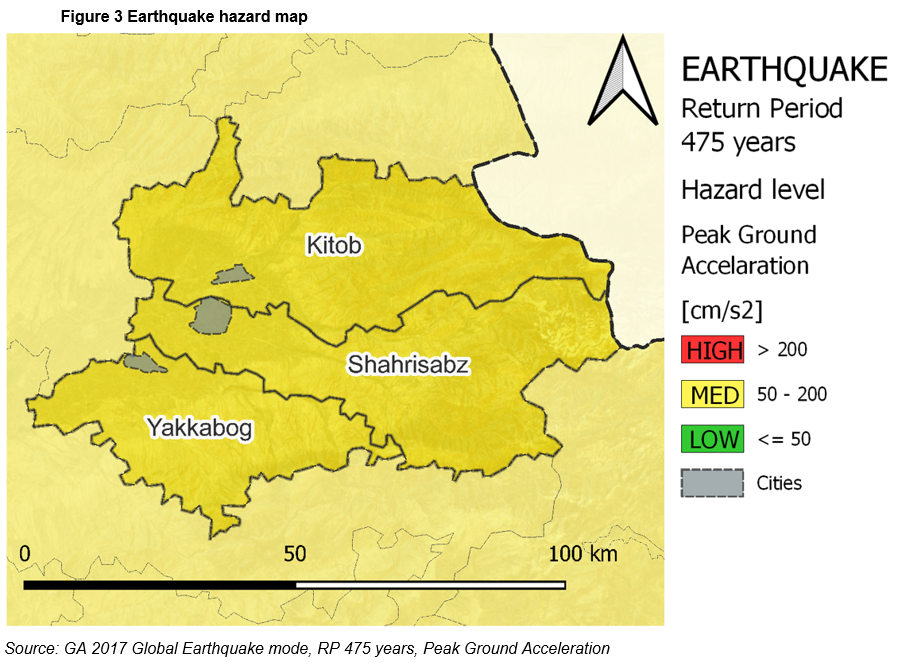 Figure 3 Earthquake hazard map
Kitob
Shahrisabz
Yakkabog
0 50 100 km
EARTHQUAKE
Return Period
475 years
Hazard level
Peak Ground
Accelaration
[cm/s2]
HIGH > 200
MED 50 - 200
LOW <= 50
Cities
Source: GA 2017 Global Earthquake mode, RP 475 years, Peak Ground Acceleration